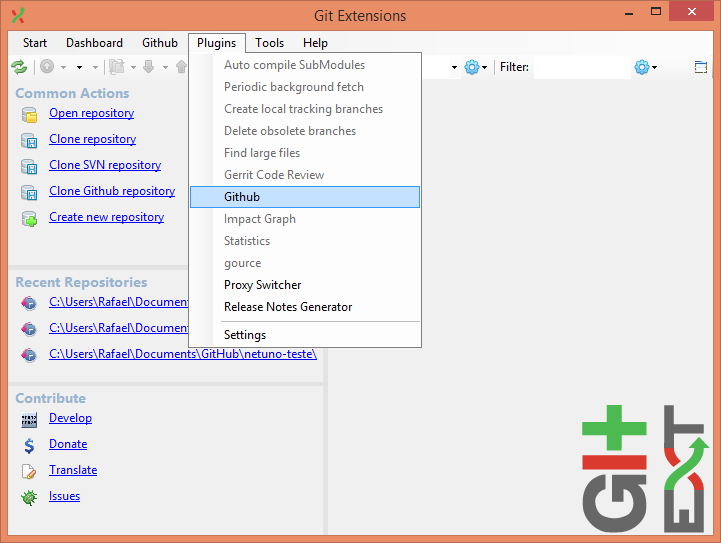 Git Extensions
Start Dashboard Github Plugins Tools Help
Filter:
Auto compile SubModules
Periodic background fetch
Create local tracking branches
Delete obsolete branches
Find large files
Gerrit Code Review
Github
Impact Graph
Statistics
gource
Proxy Switcher
Release Notes Generator
Settings
Common Actions
Open repository
Clone repository
Clone SVN repository
Clone Github repository
Create new repository
Recent Repositories
C:\Users\Rafael\Document
C:\Users\Rafael\Document
C:\Users\Rafael\Documents\GitHub\netuno-teste\
Contribute
Develop
Donate
Translate
Issues
Git
EXT